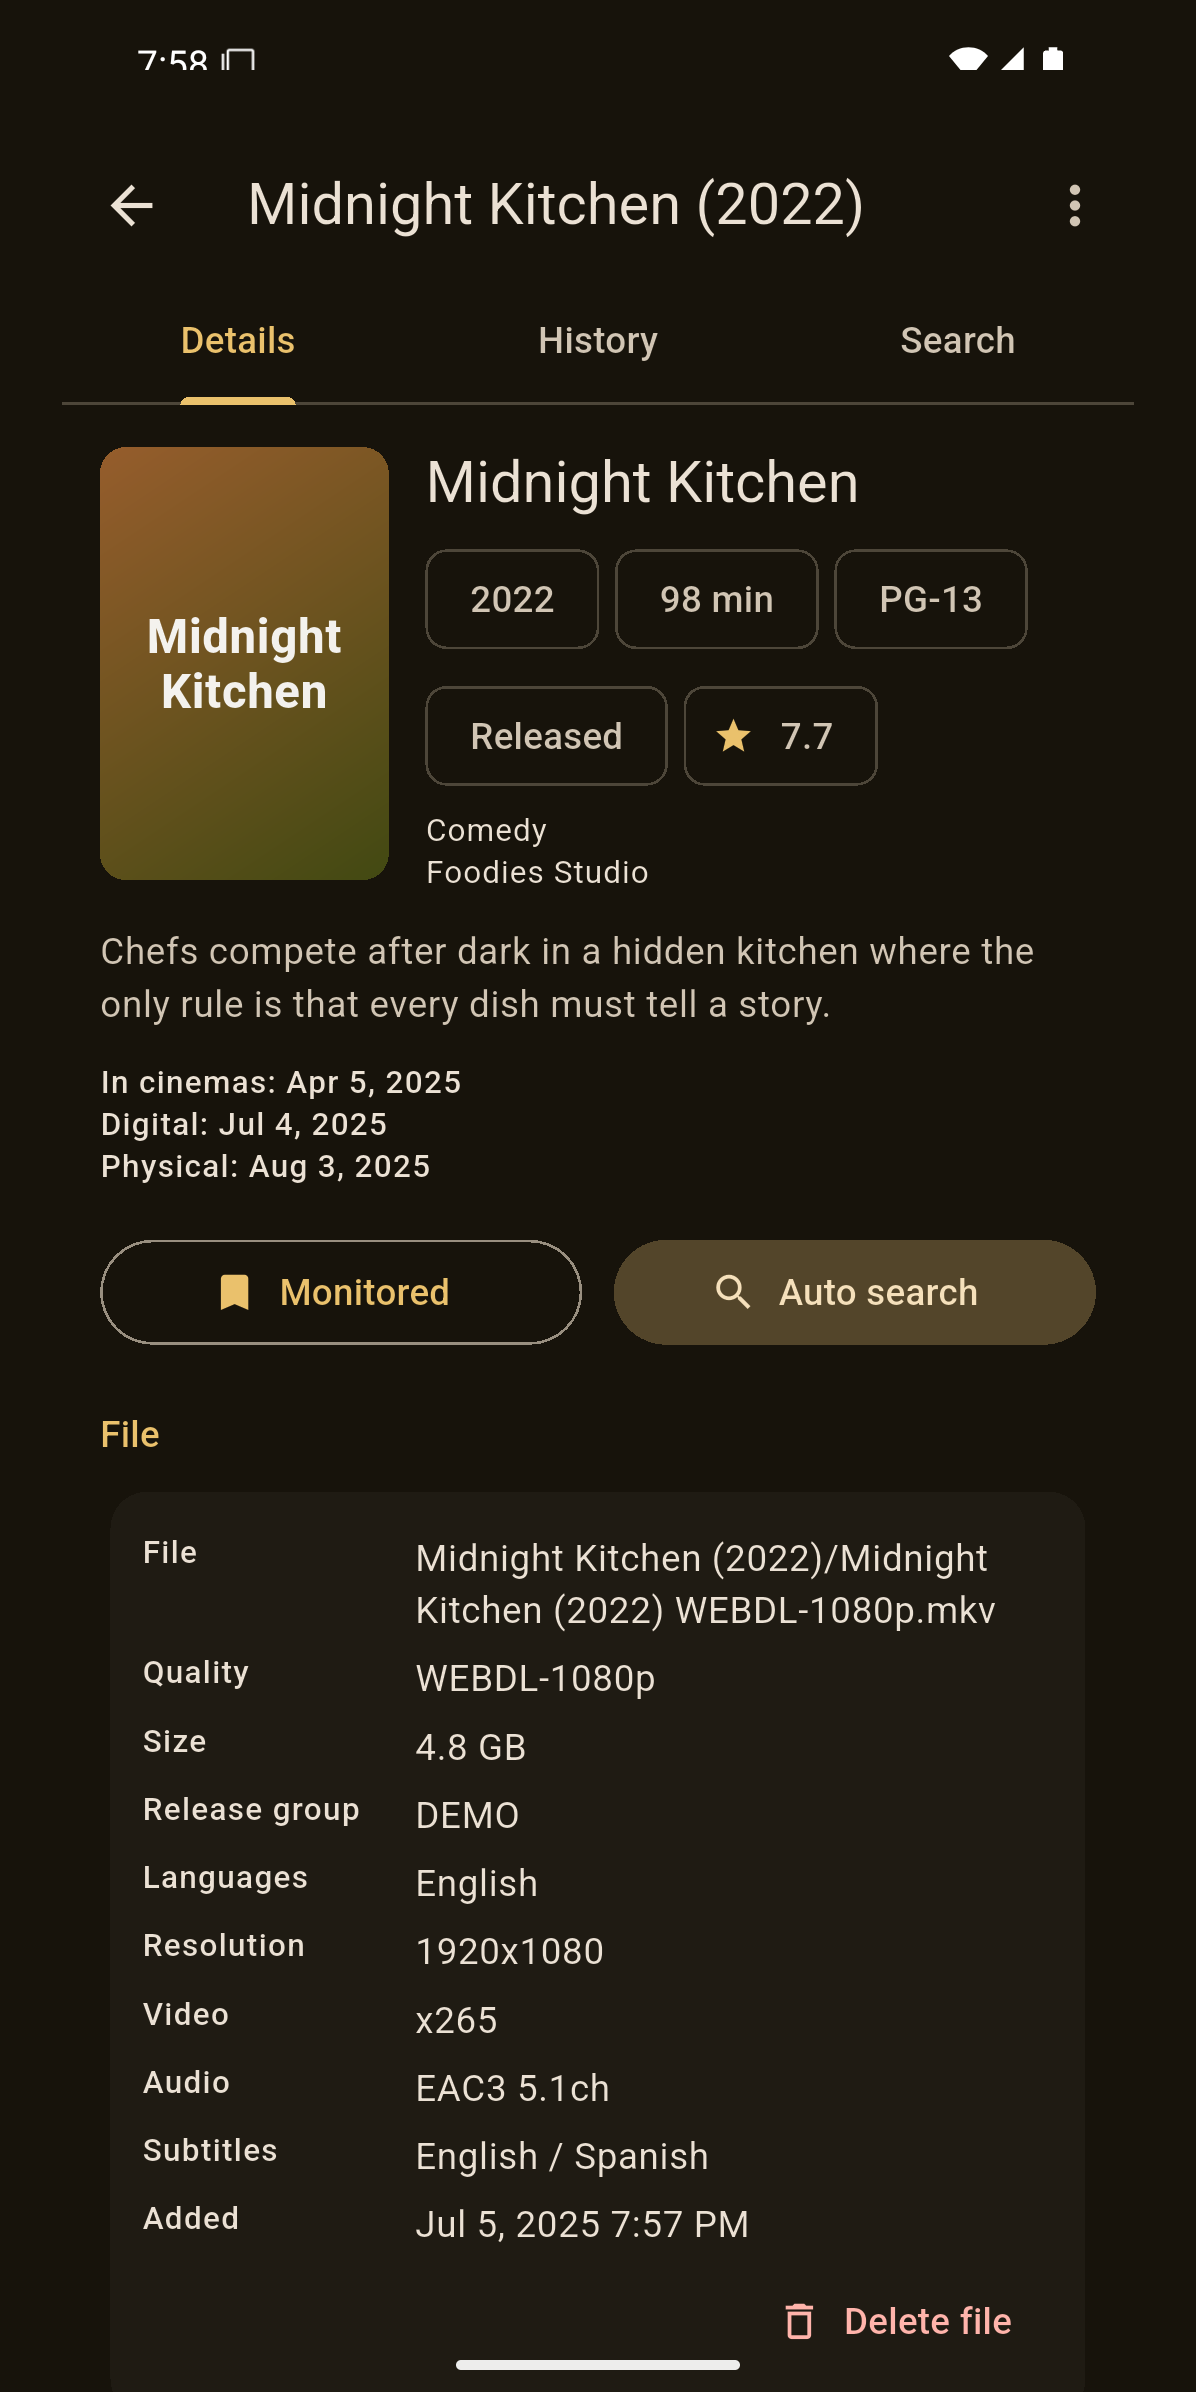 7:58
Midnight Kitchen (2022)
Details
History
Search
Midnight
Kitchen
Midnight Kitchen
2022
98 min
PG-13
Released
7.7
Comedy
Foodies Studio
Chefs compete after dark in a hidden kitchen where the
only rule is that every dish must tell a story.
In cinemas: Apr 5, 2025
Digital: Jul 4, 2025
Physical: Aug 3, 2025
Monitored
Auto search
File
File
Midnight Kitchen (2022)/Midnight
Kitchen (2022) WEBDL-1080p.mkv
Quality
WEBDL-1080p
Size
4.8 GB
Release group
DEMO
Languages
English
Resolution
1920x1080
Video
x265
Audio
EAC3 5.1ch
Subtitles
English / Spanish
Added
Jul 5, 2025 7:57 PM
Delete file